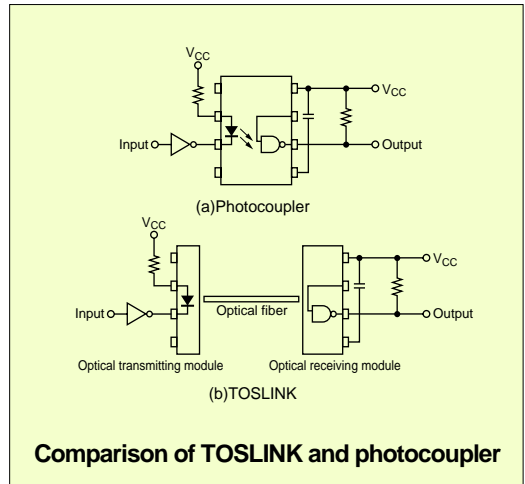 VCC
VCC
Input
Output
(a)Photocoupler
VCC
VCC
Input
Optical fiber
Output
Optical transmitting module
Optical receiving module
(b)TOSLINK
Comparison of TOSLINK and photocoupler